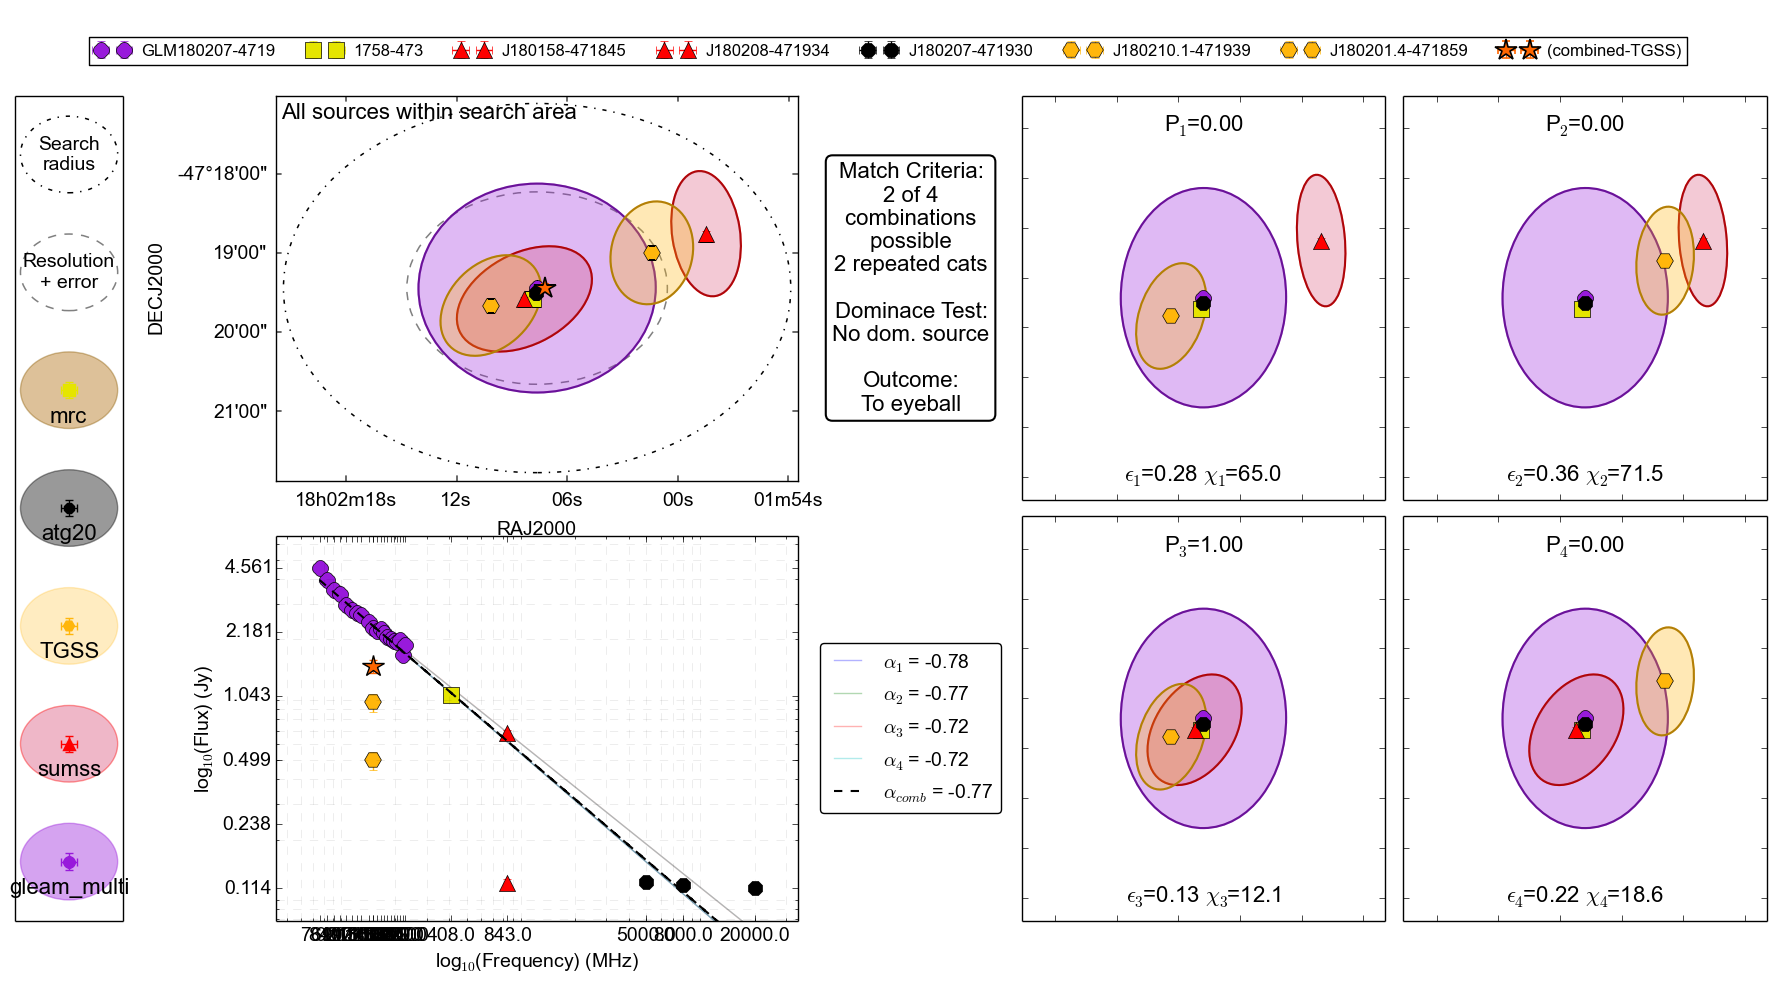 GLM180207-4719 1758-473 J180158-471845 J180208-471934 J180207-471930 J180210.1-471939 J180201.4-471859 (combined-TGSS)
Search
radius
Resolution
+ error
mrc
atg20
TGSS
sumss
gleam_multi
All sources within search area
DECJ2000
-47°18'00"
19'00"
20'00"
21'00"
18h02m18s 12s 06s 00s 01m54s
RAJ2000
Match Criteria:
2 of 4
combinations
possible
2 repeated cats
Dominace Test:
No dom. source
Outcome:
To eyeball
P1=0.00
ϵ1=0.28 χ1=65.0
P2=0.00
ϵ2=0.36 χ2=71.5
log10(Flux) (Jy)
4.561
2.181
1.043
0.499
0.238
0.114
408.0 843.0 5000.0 8000.0 20000.0
log10(Frequency) (MHz)
α1 = -0.78
α2 = -0.77
α3 = -0.72
α4 = -0.72
αcomb = -0.77
P3=1.00
ϵ3=0.13 χ3=12.1
P4=0.00
ϵ4=0.22 χ4=18.6